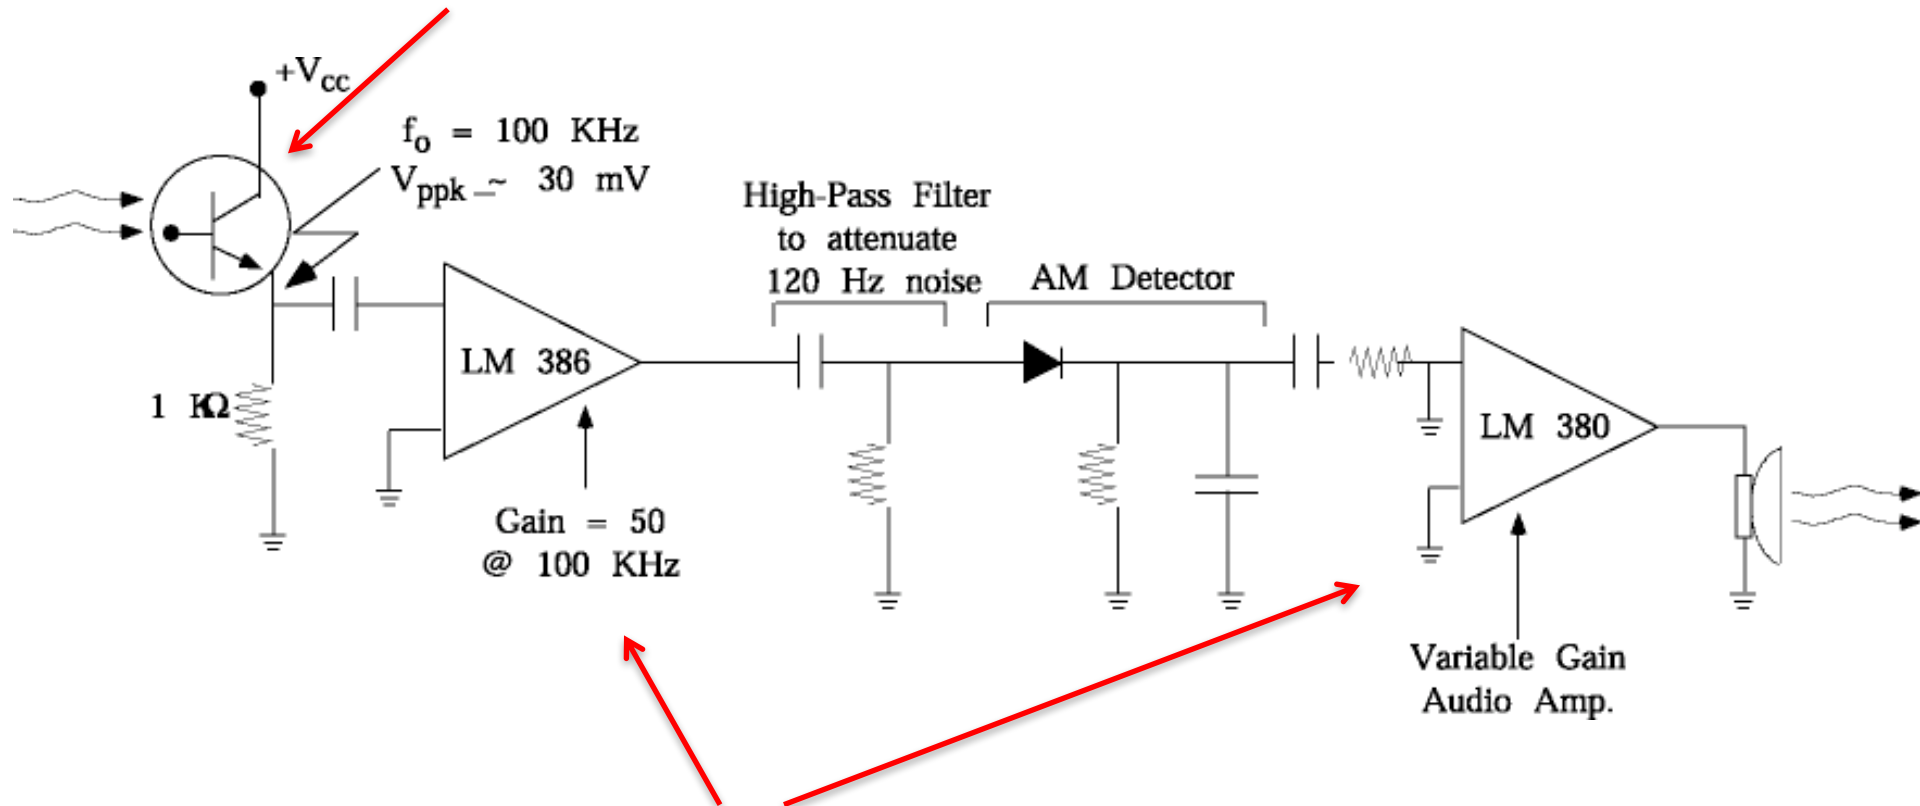 +Vcc
fo = 100 KHz
Vppk ~ 30 mV
High-Pass Filter
to attenuate
120 Hz noise
AM Detector
LM 386
1 KΩ
Gain = 50
@ 100 KHz
LM 380
Variable Gain
Audio Amp.